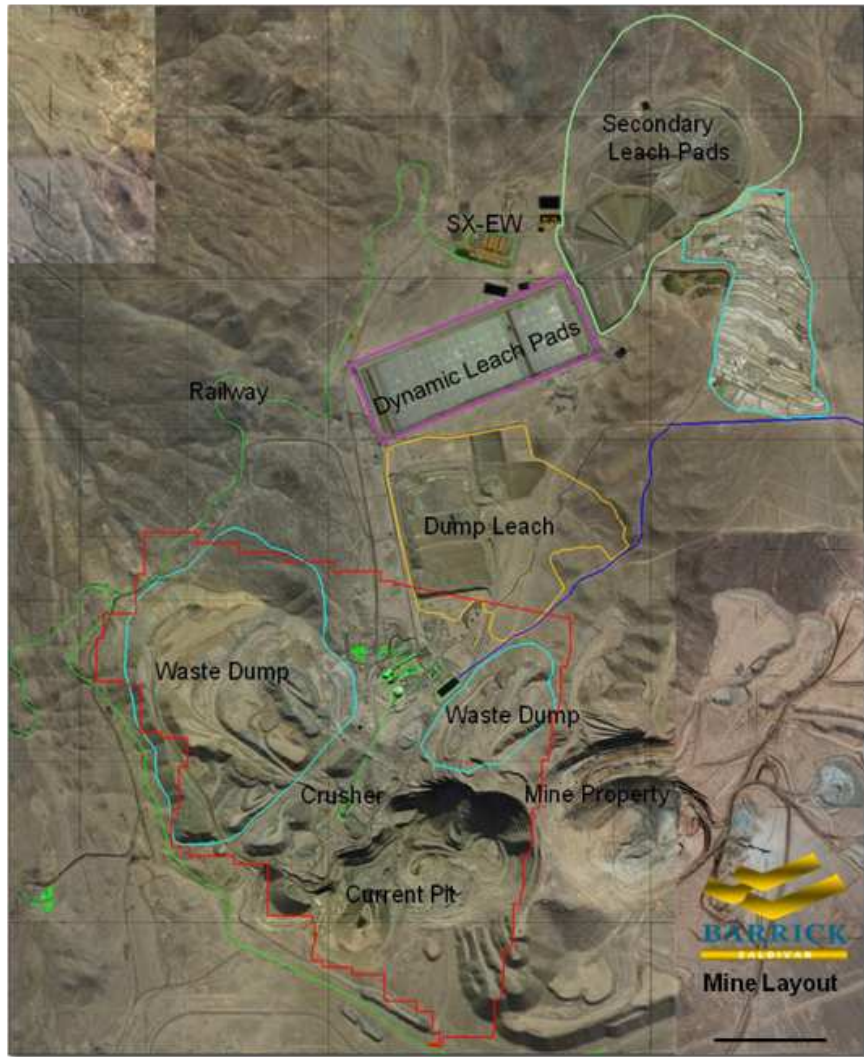 Secondary
Leach Pads
SX-EW
Dynamic Leach Pads
Railway
Dump Leach
Waste Dump
Waste Dump
Crusher
Mine Property
Current Pit
BARRICK
ZALDIVAR
Mine Layout